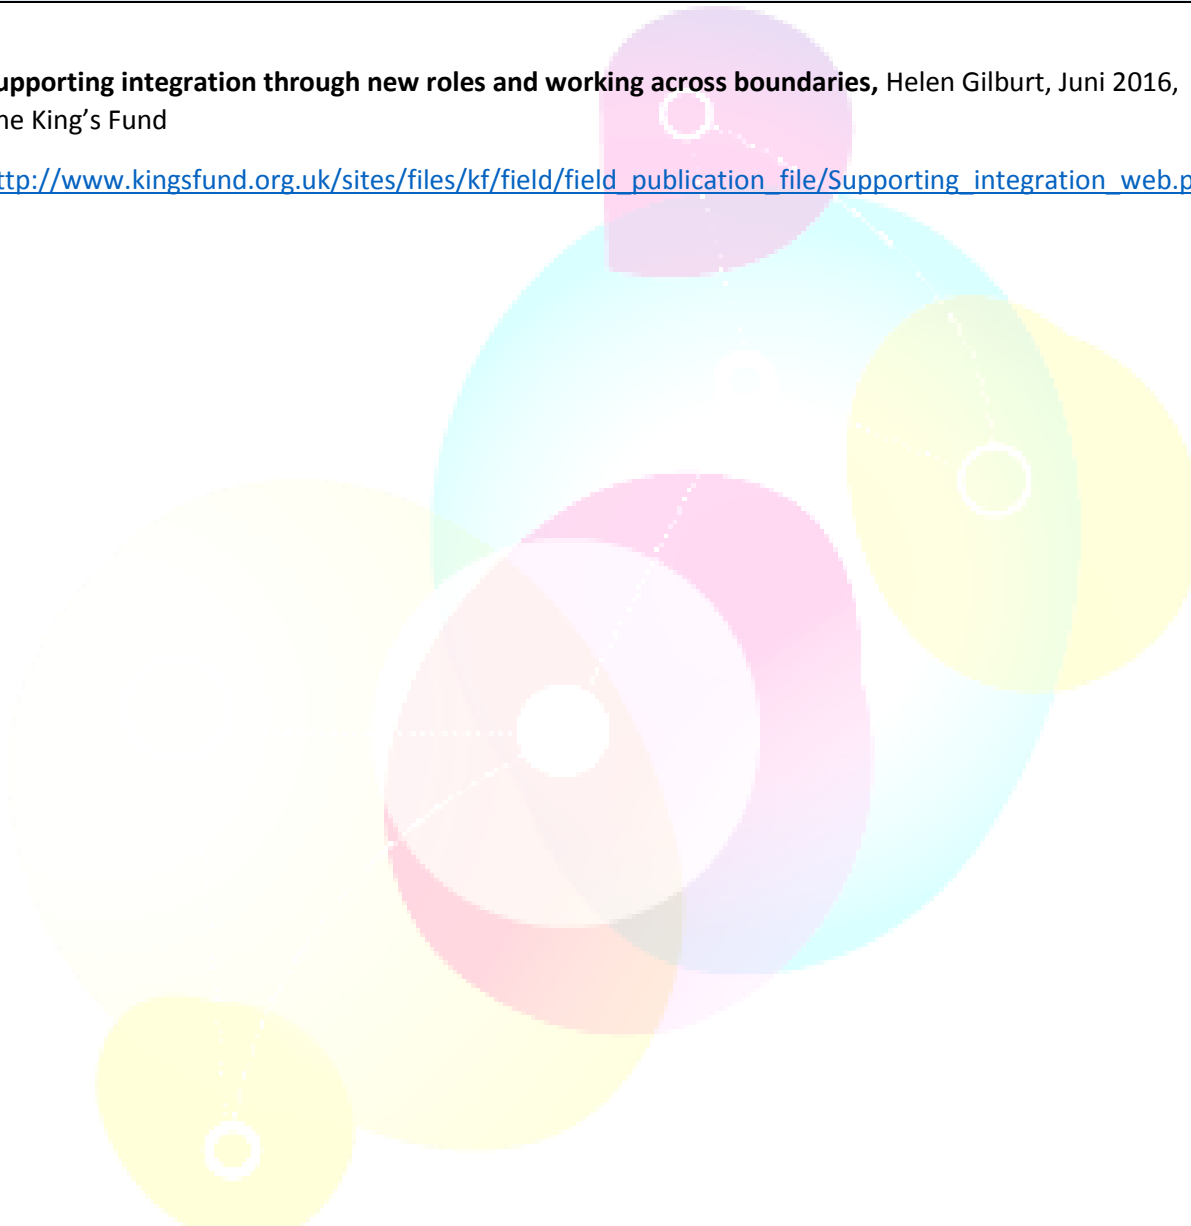 upporting integration through new roles and working across boundaries, Helen Gilburt, Juni 2016,
he King's Fund
ttp://www.kingsfund.org.uk/sites/files/kf/field/field_publication_file/Supporting_integration_web.p